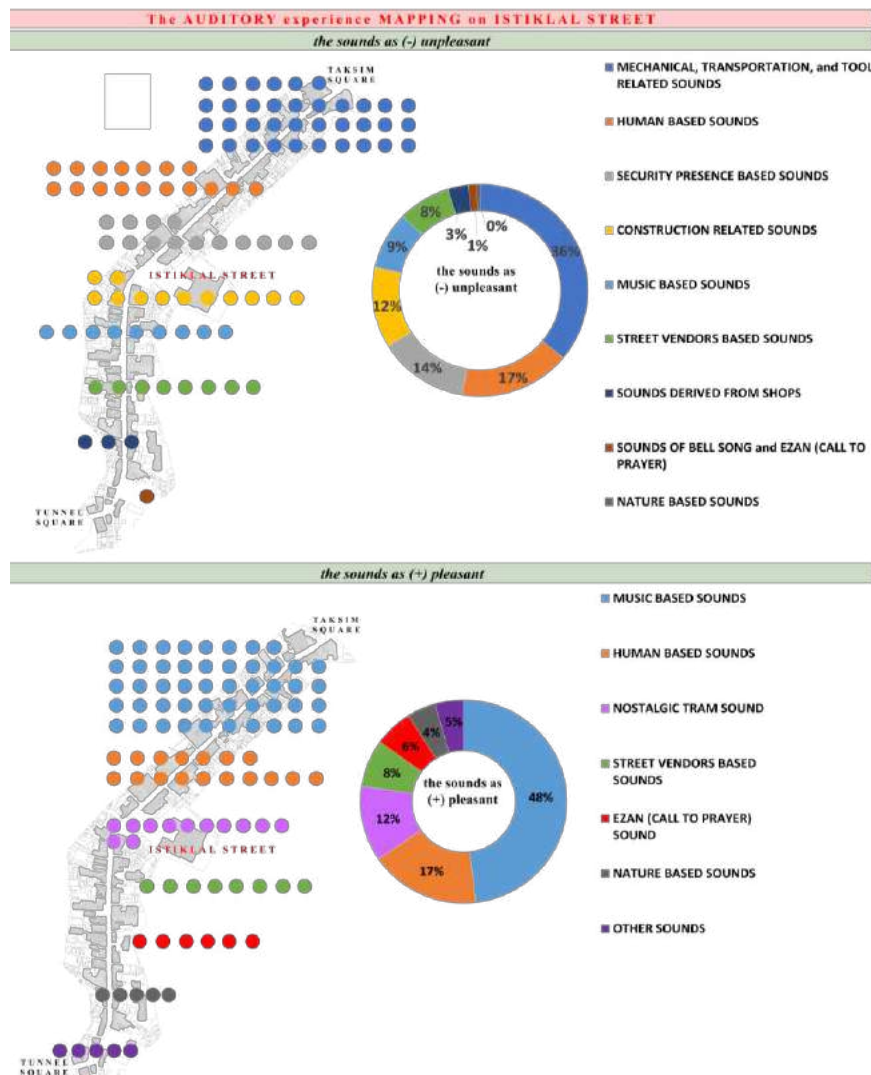 The AUDITORY experience MAPPING on ISTIKLAL STREET
the sounds as (-) unpleasant
TAKSIM
SQUARE
ISTIKLAL STREET
TUNNEL
SQUARE
36%
17%
14%
12%
9%
8%
3%
1%
0%
the sounds as
(-) unpleasant
MECHANICAL, TRANSPORTATION, and TOOL
RELATED SOUNDS
HUMAN BASED SOUNDS
SECURITY PRESENCE BASED SOUNDS
CONSTRUCTION RELATED SOUNDS
MUSIC BASED SOUNDS
STREET VENDORS BASED SOUNDS
SOUNDS DERIVED FROM SHOPS
SOUNDS OF BELL SONG and EZAN (CALL TO
PRAYER)
NATURE BASED SOUNDS
the sounds as (+) pleasant
TAKSIM
SQUARE
ISTIKLAL STREET
TUNNEL
SQUARE
48%
17%
12%
8%
6%
4%
5%
the sounds as
(+) pleasant
MUSIC BASED SOUNDS
HUMAN BASED SOUNDS
NOSTALGIC TRAM SOUND
STREET VENDORS BASED
SOUNDS
EZAN (CALL TO PRAYER)
SOUND
NATURE BASED SOUNDS
OTHER SOUNDS